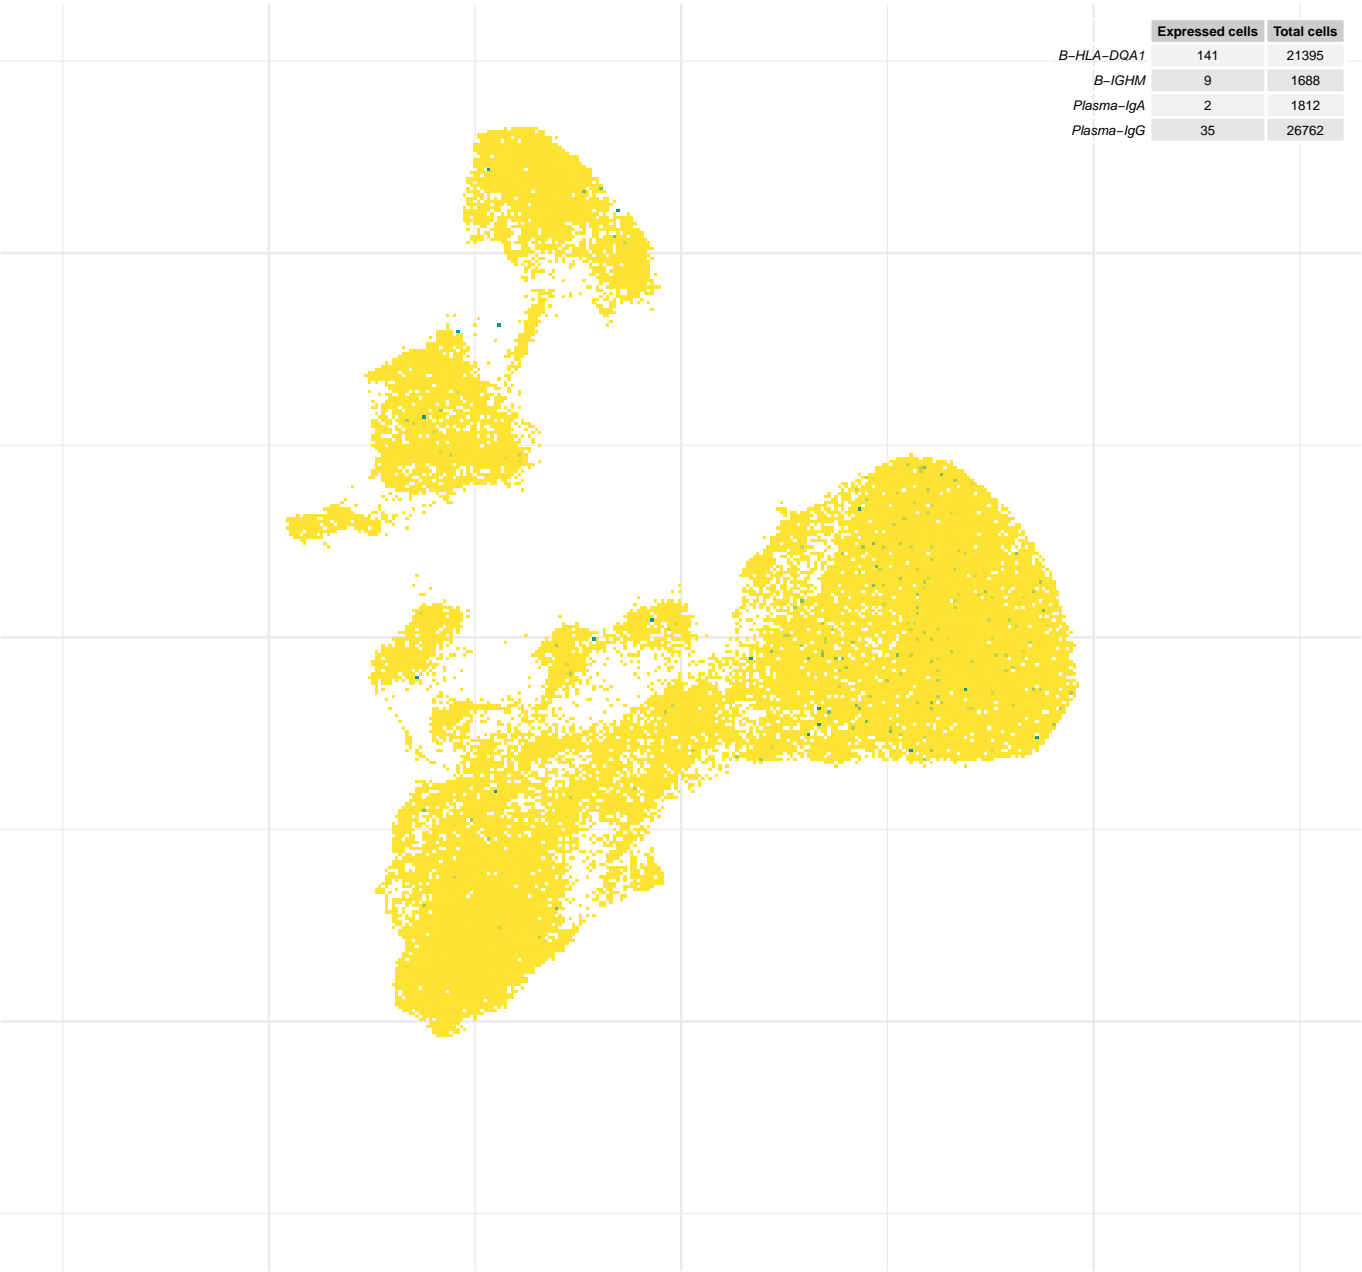 Expressed cells Total cells
B−HLA−DQA1 141 21395
B−IGHM 9 1688
Plasma−IgA 2 1812
Plasma−IgG 35 26762